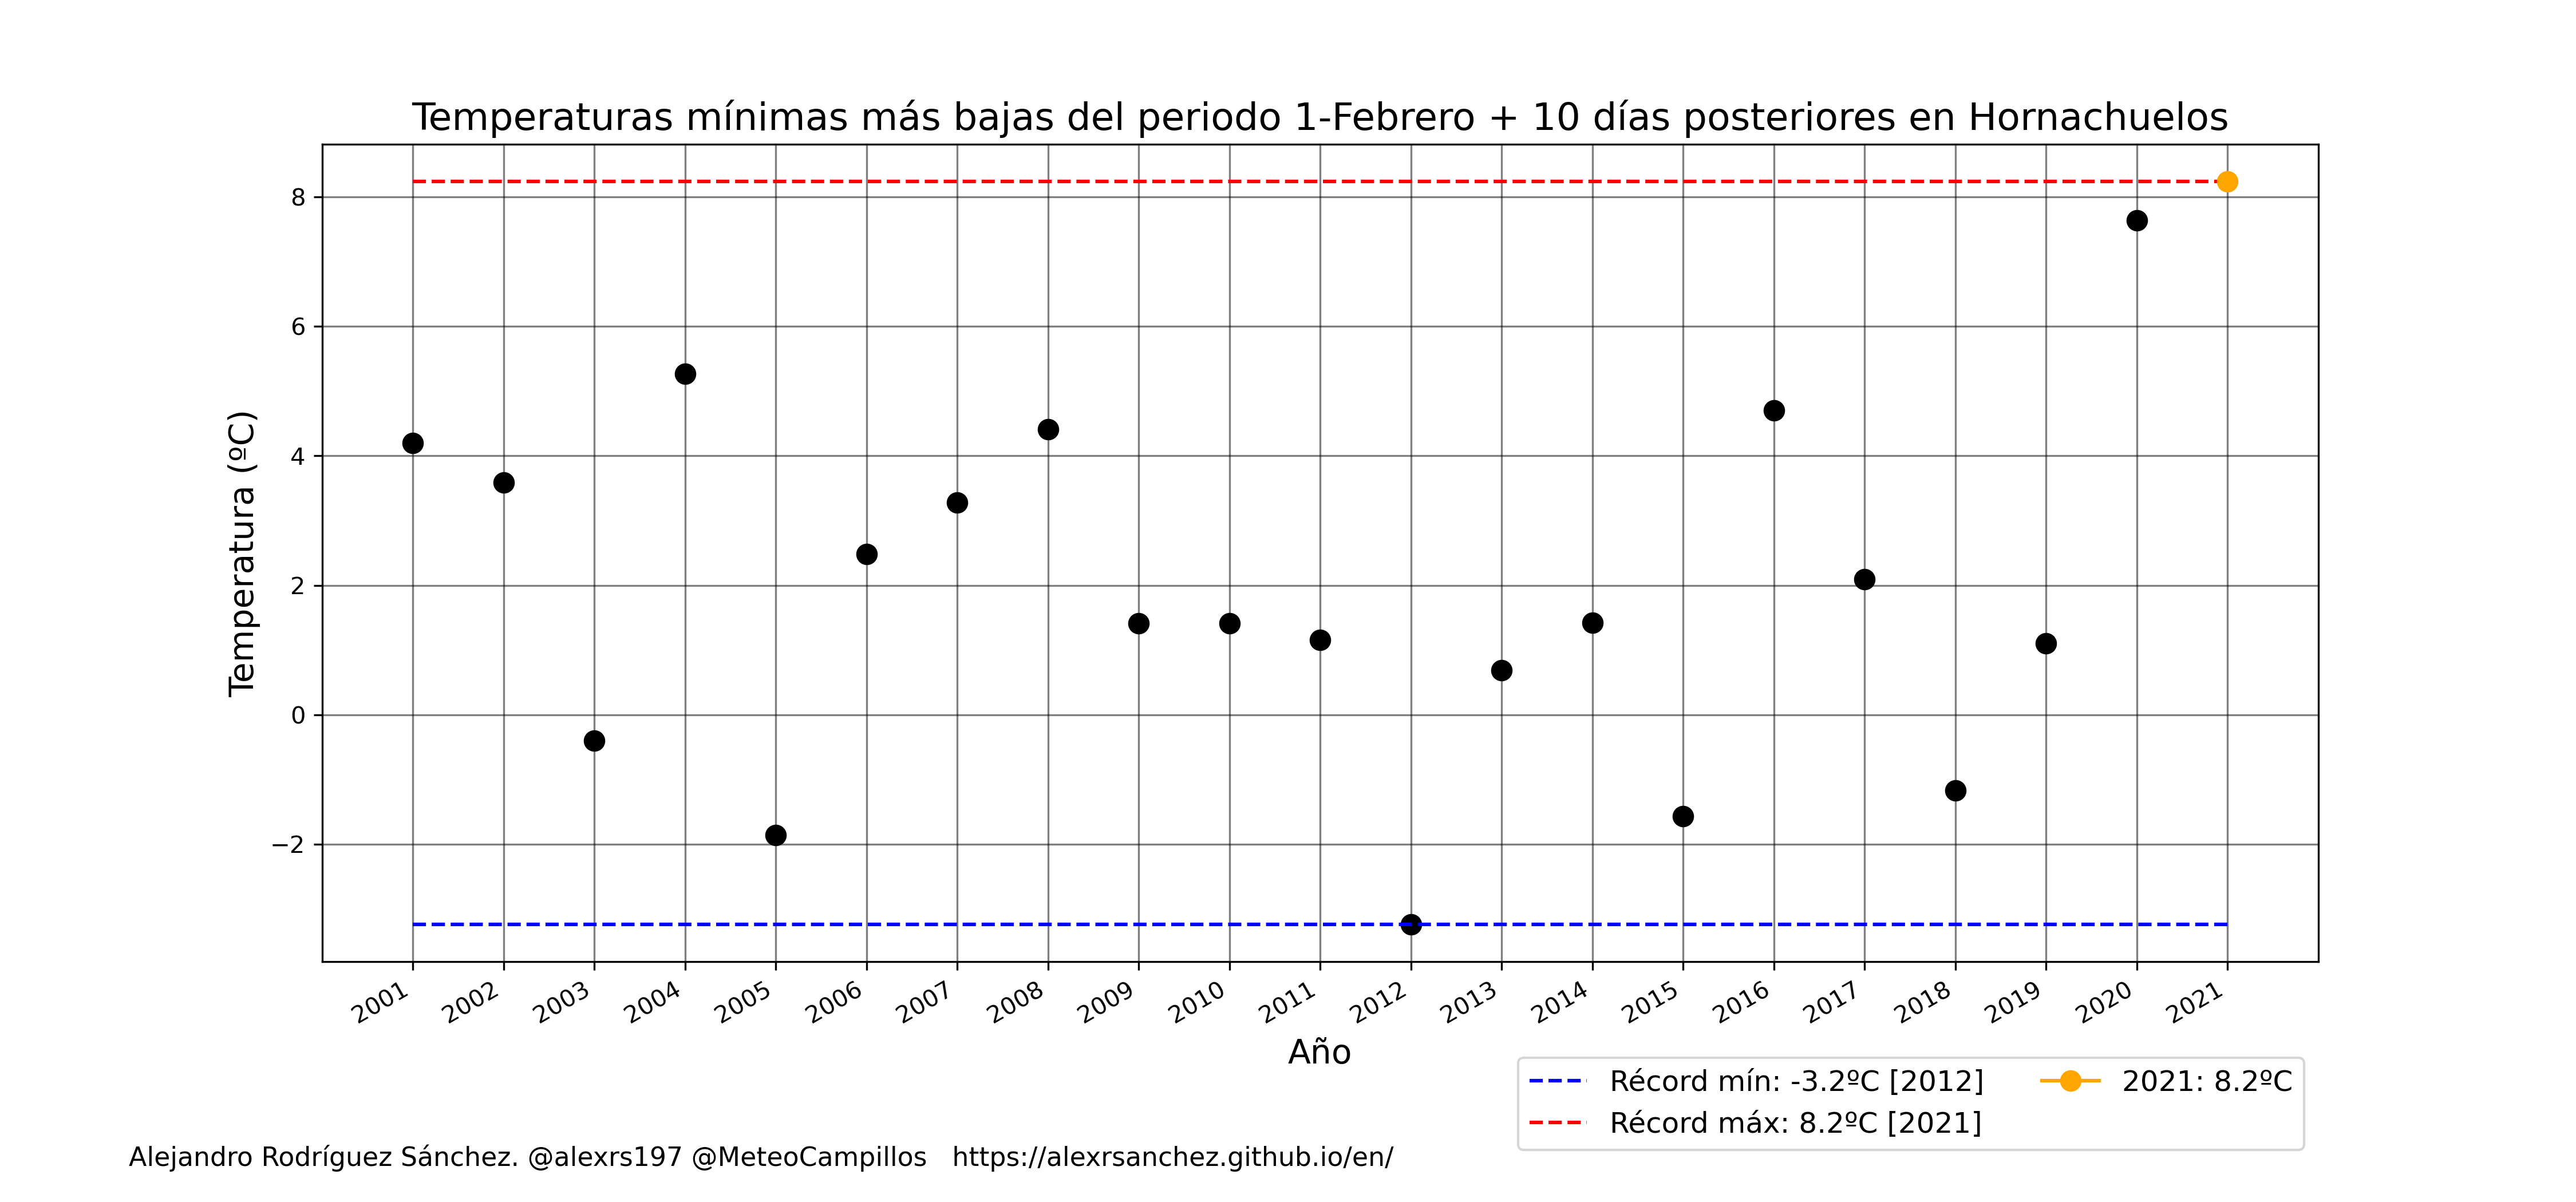 Temperaturas mínimas más bajas del periodo 1-Febrero + 10 días posteriores en Hornachuelos
Temperatura (ºC)
8
6
4
2
0
−2
2001 2002 2003 2004 2005 2006 2007 2008 2009 2010 2011 2012 2013 2014 2015 2016 2017 2018 2019 2020 2021
Año
Récord mín: -3.2ºC [2012]
Récord máx: 8.2ºC [2021]
2021: 8.2ºC
Alejandro Rodríguez Sánchez. @alexrs197 @MeteoCampillos https://alexrsanchez.github.io/en/